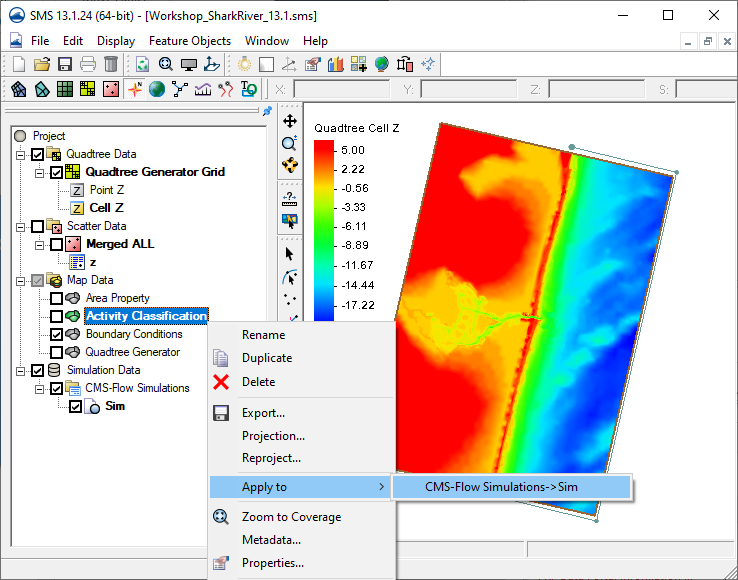 SMS 13.1.24 (64-bit) - [Workshop_SharkRiver_13.1.sms]
File Edit Display Feature Objects Window Help
X: Y: Z: S:
Project
Quadtree Data
Quadtree Generator Grid
Point Z
Cell Z
Scatter Data
Merged ALL
z
Map Data
Area Property
Activity Classification
Boundary Conditions
Quadtree Generator
Simulation Data
CMS-Flow Simulations
Sim
Quadtree Cell Z
5.00
2.22
-0.56
-3.33
-6.11
-8.89
-11.67
-14.44
-17.22
Rename
Duplicate
Delete
Export...
Projection...
Reproject...
Apply to
CMS-Flow Simulations->Sim
Zoom to Coverage
Metadata...
Properties...